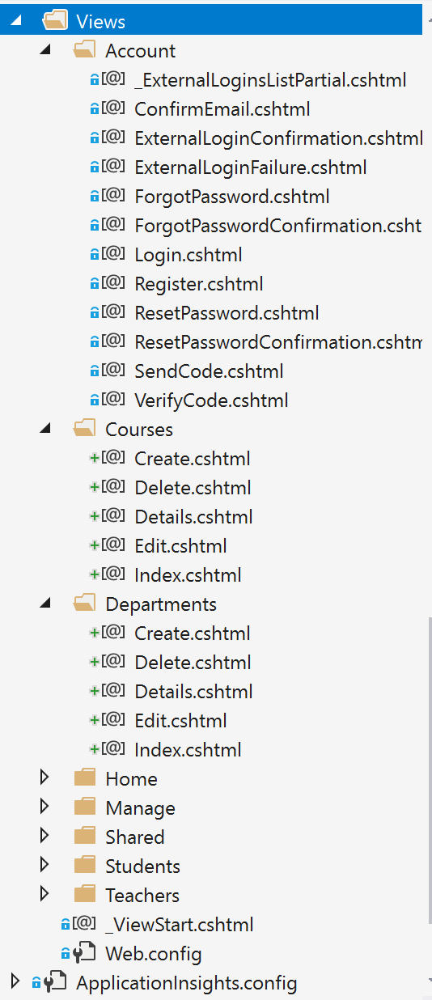 Views
Account
_ExternalLoginsListPartial.cshtml
ConfirmEmail.cshtml
ExternalLoginConfirmation.cshtml
ExternalLoginFailure.cshtml
ForgotPassword.cshtml
ForgotPasswordConfirmation.csht
Login.cshtml
Register.cshtml
ResetPassword.cshtml
ResetPasswordConfirmation.cshtm
SendCode.cshtml
VerifyCode.cshtml
Courses
Create.cshtml
Delete.cshtml
Details.cshtml
Edit.cshtml
Index.cshtml
Departments
Create.cshtml
Delete.cshtml
Details.cshtml
Edit.cshtml
Index.cshtml
Home
Manage
Shared
Students
Teachers
_ViewStart.cshtml
Web.config
ApplicationInsights.config